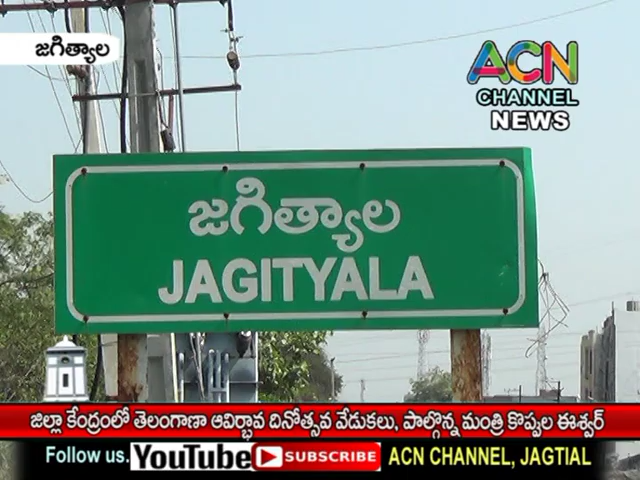 జగిత్యాల
ACN
CHANNEL
NEWS
జగిత్యాల
JAGITYALA
జిల్లా కేంద్రంలో తెలంగాణా ఆవిర్భావ దినోత్సవ వేడుకలు, పాల్గొన్న మంత్రి కొప్పుల ఈశ్వర్
Follow us. YouTube SUBSCRIBE ACN CHANNEL, JAGTIAL